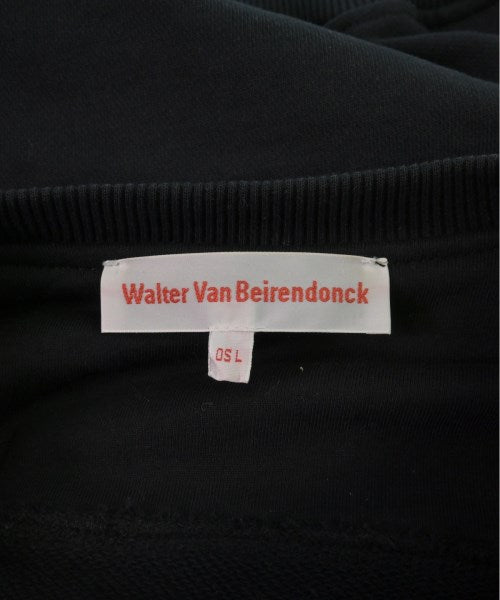 Walter Van Beirendonck
OS L